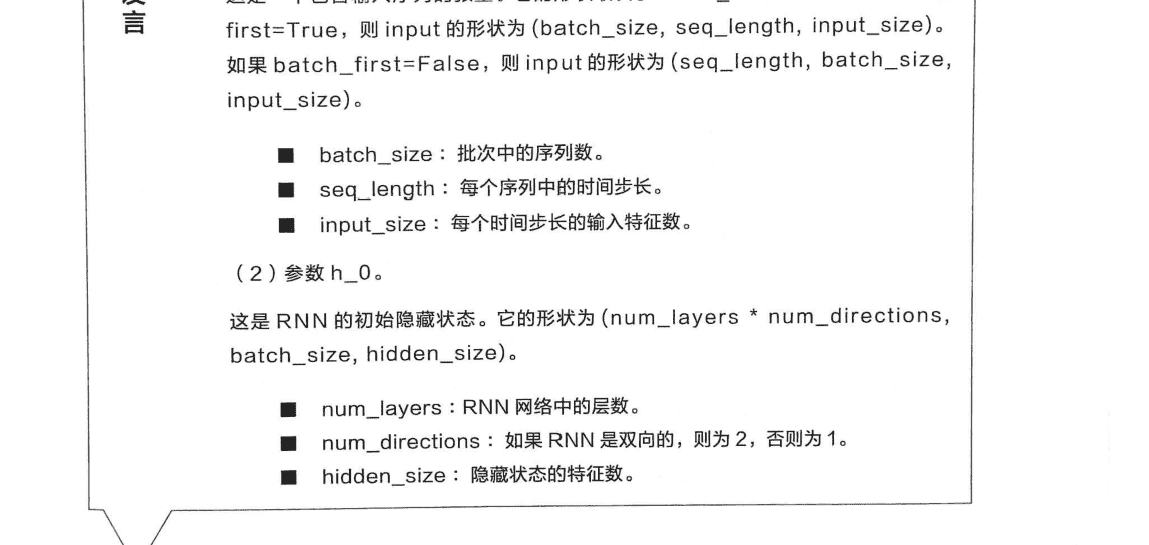 言
first=True，则 input 的形状为 (batch_size, seq_length, input_size)。
如果 batch_first=False，则 input 的形状为 (seq_length, batch_size,
input_size)。
■ batch_size：批次中的序列数。
■ seq_length：每个序列中的时间步长。
■ input_size：每个时间步长的输入特征数。
（2）参数 h_0。
这是 RNN 的初始隐藏状态。它的形状为 (num_layers * num_directions,
batch_size, hidden_size)。
■ num_layers：RNN 网络中的层数。
■ num_directions：如果 RNN 是双向的，则为 2，否则为 1。
■ hidden_size：隐藏状态的特征数。